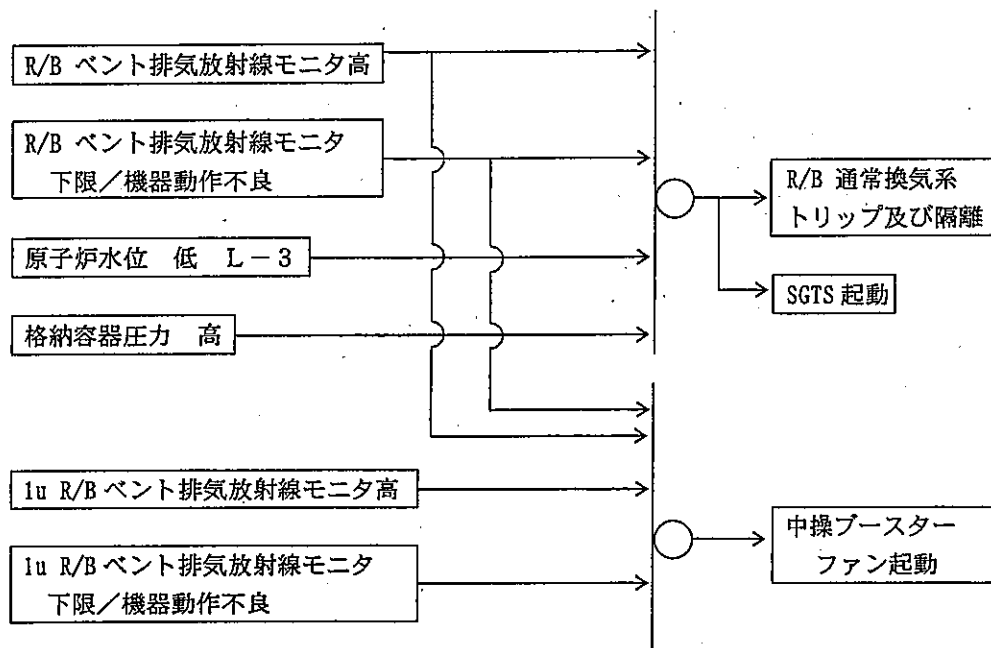 R/B ベント排気放射線モニタ高
R/B ベント排気放射線モニタ
下限／機器動作不良
原子炉水位 低 L－3
格納容器圧力 高
R/B 通常換気系
トリップ及び隔離
SGTS 起動
1u R/B ベント排気放射線モニタ高
1u R/B ベント排気放射線モニタ
下限／機器動作不良
中操ブースター
ファン起動